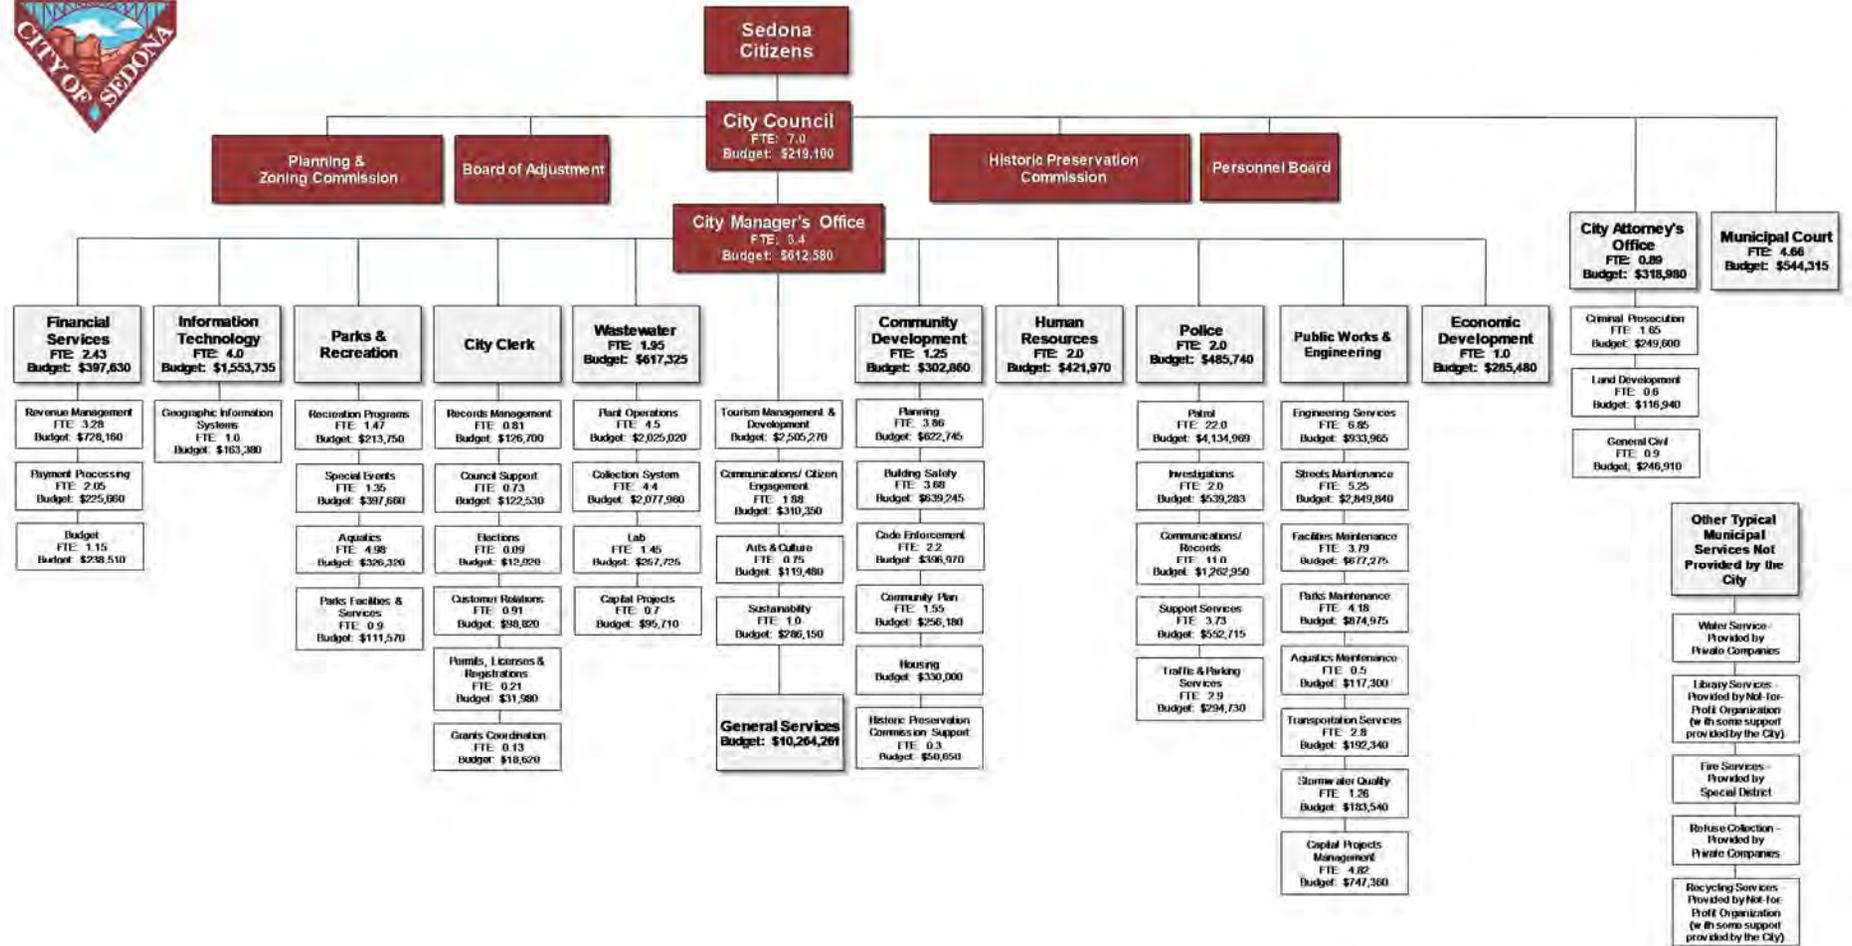 CITY OF SEDONA
Sedona
Citizens
City Council
FTE: 7.0
Budget: $219,100
Planning &
Zoning Commission
Board of Adjustment
Historic Preservation
Commission
Personnel Board
City Manager's Office
FTE: 3.4
Budget: $612,580
City Attorney's
Office
FTE: 0.89
Budget: $318,980
Municipal Court
FTE: 4.66
Budget: $544,315
Financial
Services
FTE: 2.43
Budget: $397,630
Revenue Management
FTE: 3.28
Budget: $728,160
Payment Processing
FTE: 2.05
Budget: $225,660
Budget
FTE: 1.15
Budget: $238,510
Information
Technology
FTE: 4.0
Budget: $1,553,735
Geographic Information
Systems
FTE: 1.0
Budget: $163,380
Parks &
Recreation
Recreation Programs
FTE: 1.47
Budget: $213,750
Special Events
FTE: 1.35
Budget: $397,660
Aquatics
FTE: 4.98
Budget: $326,320
Parks Facilities &
Services
FTE: 0.9
Budget: $111,570
City Clerk
Records Management
FTE: 0.81
Budget: $126,700
Council Support
FTE: 0.73
Budget: $122,530
Elections
FTE: 0.09
Budget: $12,920
Customer Relations
FTE: 0.91
Budget: $98,820
Permits, Licenses &
Registrations
FTE: 0.21
Budget: $31,980
Grants Coordination
FTE: 0.13
Budget: $18,620
Wastewater
FTE: 1.95
Budget: $617,325
Plant Operations
FTE: 4.5
Budget: $2,025,020
Collection System
FTE: 4.4
Budget: $2,077,960
Lab
FTE: 1.45
Budget: $267,725
Capital Projects
FTE: 0.7
Budget: $95,710
Tourism Management &
Development
Budget: $2,505,270
Communications/ Citizen
Engagement
FTE: 1.88
Budget: $310,350
Arts & Culture
FTE: 0.75
Budget: $119,480
Sustainability
FTE: 1.0
Budget: $286,150
General Services
Budget: $10,264,261
Community
Development
FTE: 1.25
Budget: $302,860
Planning
FTE: 3.86
Budget: $622,745
Building Safety
FTE: 3.68
Budget: $639,245
Code Enforcement
FTE: 2.2
Budget: $396,970
Community Plan
FTE: 1.55
Budget: $256,180
Housing
Budget: $330,000
Historic Preservation
Commission Support
FTE: 0.3
Budget: $50,650
Human
Resources
FTE: 2.0
Budget: $421,970
Police
FTE: 2.0
Budget: $485,740
Patrol
FTE: 22.0
Budget: $4,134,969
Investigations
FTE: 2.0
Budget: $539,283
Communications/
Records
FTE: 11.0
Budget: $1,262,950
Support Services
FTE: 3.73
Budget: $552,715
Traffic & Parking
Services
FTE: 2.9
Budget: $294,730
Public Works &
Engineering
Engineering Services
FTE: 6.85
Budget: $933,965
Streets Maintenance
FTE: 5.25
Budget: $2,849,840
Facilities Maintenance
FTE: 3.79
Budget: $677,275
Parks Maintenance
FTE: 4.18
Budget: $874,975
Aquatics Maintenance
FTE: 0.5
Budget: $117,300
Transportation Services
FTE: 2.8
Budget: $192,340
Stormwater Quality
FTE: 1.26
Budget: $183,540
Capital Projects
Management
FTE: 4.82
Budget: $747,360
Economic
Development
FTE: 1.0
Budget: $285,480
Criminal Prosecution
FTE: 1.65
Budget: $249,600
Land Development
FTE: 0.6
Budget: $116,940
General Civil
FTE: 0.9
Budget: $246,910
Other Typical
Municipal
Services Not
Provided by the
City
Water Service -
Provided by
Private Companies
Library Services -
Provided by Not-for-
Profit Organization
(with some support
provided by the City)
Fire Services -
Provided by
Special District
Refuse Collection -
Provided by
Private Companies
Recycling Services -
Provided by Not-for-
Profit Organization
(with some support
provided by the City)